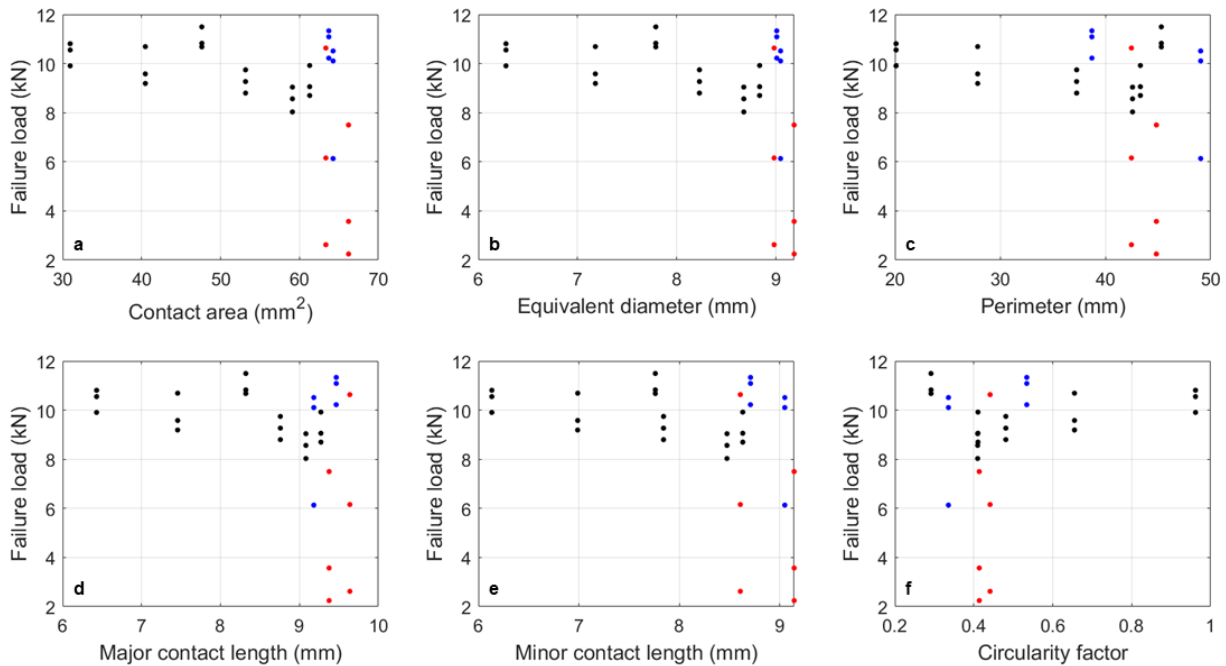 12
10
8
6
4
2
Failure load (kN)
a
30 40 50 60 70
Contact area (mm²)
12
10
8
6
4
2
Failure load (kN)
b
6 7 8 9
Equivalent diameter (mm)
12
10
8
6
4
2
Failure load (kN)
c
20 30 40 50
Perimeter (mm)
12
10
8
6
4
2
Failure load (kN)
d
6 7 8 9 10
Major contact length (mm)
12
10
8
6
4
2
Failure load (kN)
e
6 7 8 9
Minor contact length (mm)
12
10
8
6
4
2
Failure load (kN)
f
0.2 0.4 0.6 0.8 1
Circularity factor